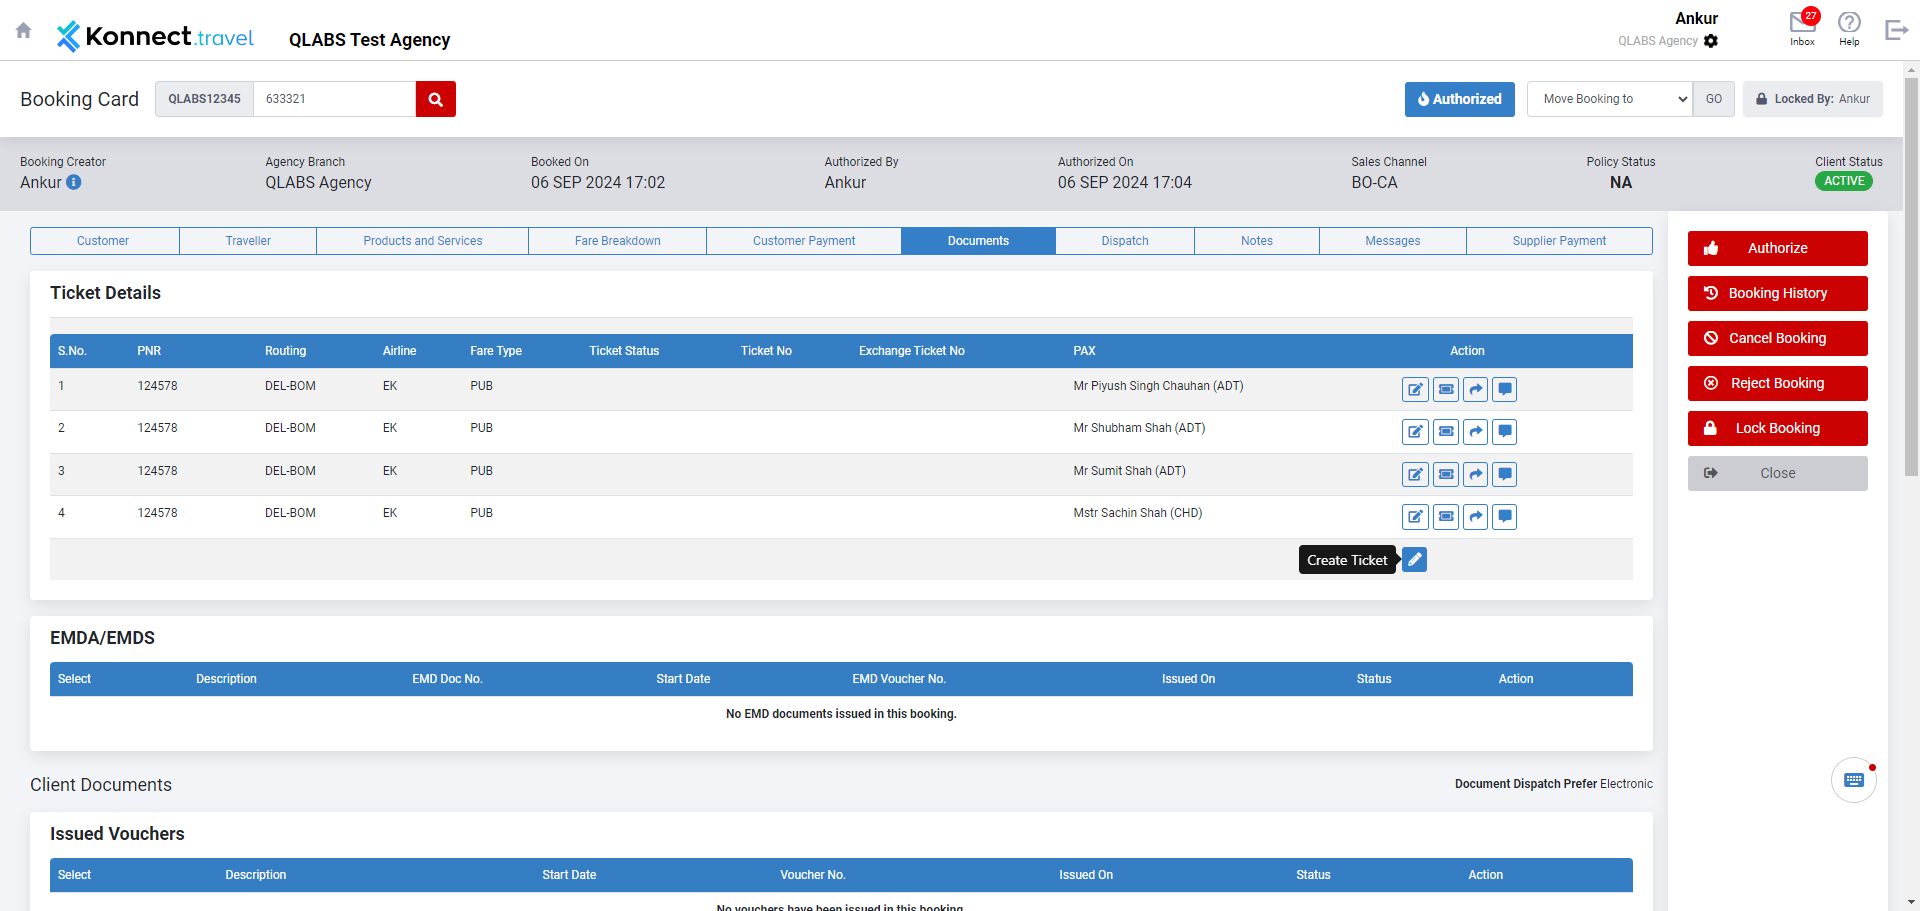 Konnect.travel
QLABS Test Agency
Ankur
QLABS Agency
27
Inbox
Help
Booking Card
QLABS12345
633321
Authorized
Move Booking to
GO
Locked By: Ankur
Booking Creator
Ankur
Agency Branch
QLABS Agency
Booked On
06 SEP 2024 17:02
Authorized By
Ankur
Authorized On
06 SEP 2024 17:04
Sales Channel
BO-CA
Policy Status
NA
Client Status
ACTIVE
Customer
Traveller
Products and Services
Fare Breakdown
Customer Payment
Documents
Dispatch
Notes
Messages
Supplier Payment
Authorize
Booking History
Cancel Booking
Reject Booking
Lock Booking
Close
Ticket Details
S.No. PNR Routing Airline Fare Type Ticket Status Ticket No Exchange Ticket No PAX Action
1 124578 DEL-BOM EK PUB Mr Piyush Singh Chauhan (ADT)
2 124578 DEL-BOM EK PUB Mr Shubham Shah (ADT)
3 124578 DEL-BOM EK PUB Mr Sumit Shah (ADT)
4 124578 DEL-BOM EK PUB Mstr Sachin Shah (CHD)
Create Ticket
EMDA/EMDS
Select Description EMD Doc No. Start Date EMD Voucher No. Issued On Status Action
No EMD documents issued in this booking.
Client Documents
Document Dispatch Prefer Electronic
Issued Vouchers
Select Description Start Date Voucher No. Issued On Status Action
No vouchers have been issued in this booking